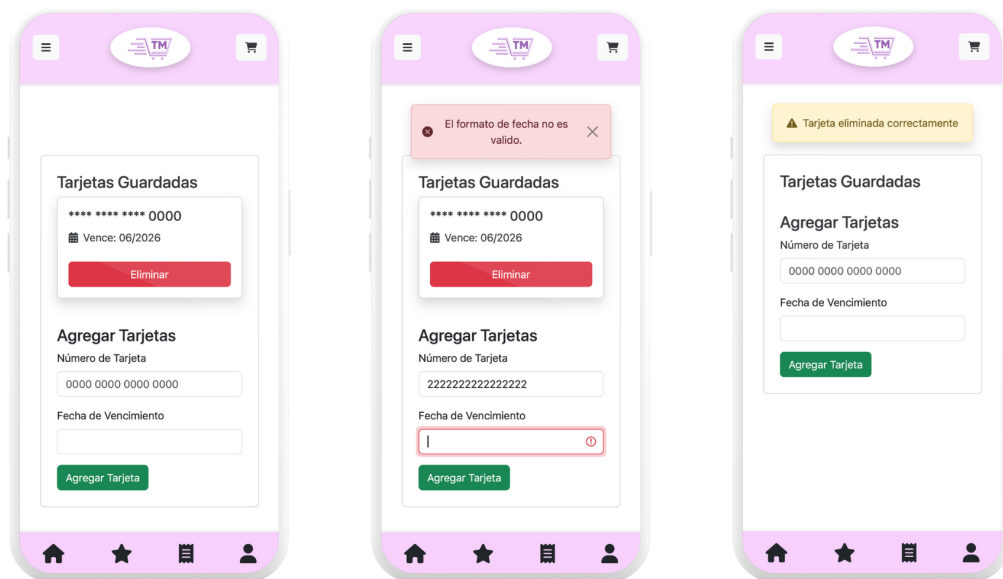 TM
Tarjetas Guardadas
**** **** **** 0000
Vence: 06/2026
Eliminar
Agregar Tarjetas
Número de Tarjeta
0000 0000 0000 0000
Fecha de Vencimiento
Agregar Tarjeta
TM
El formato de fecha no es
valido.
Tarjetas Guardadas
**** **** **** 0000
Vence: 06/2026
Eliminar
Agregar Tarjetas
Número de Tarjeta
2222222222222222
Fecha de Vencimiento
Agregar Tarjeta
TM
Tarjeta eliminada correctamente
Tarjetas Guardadas
Agregar Tarjetas
Número de Tarjeta
0000 0000 0000 0000
Fecha de Vencimiento
Agregar Tarjeta